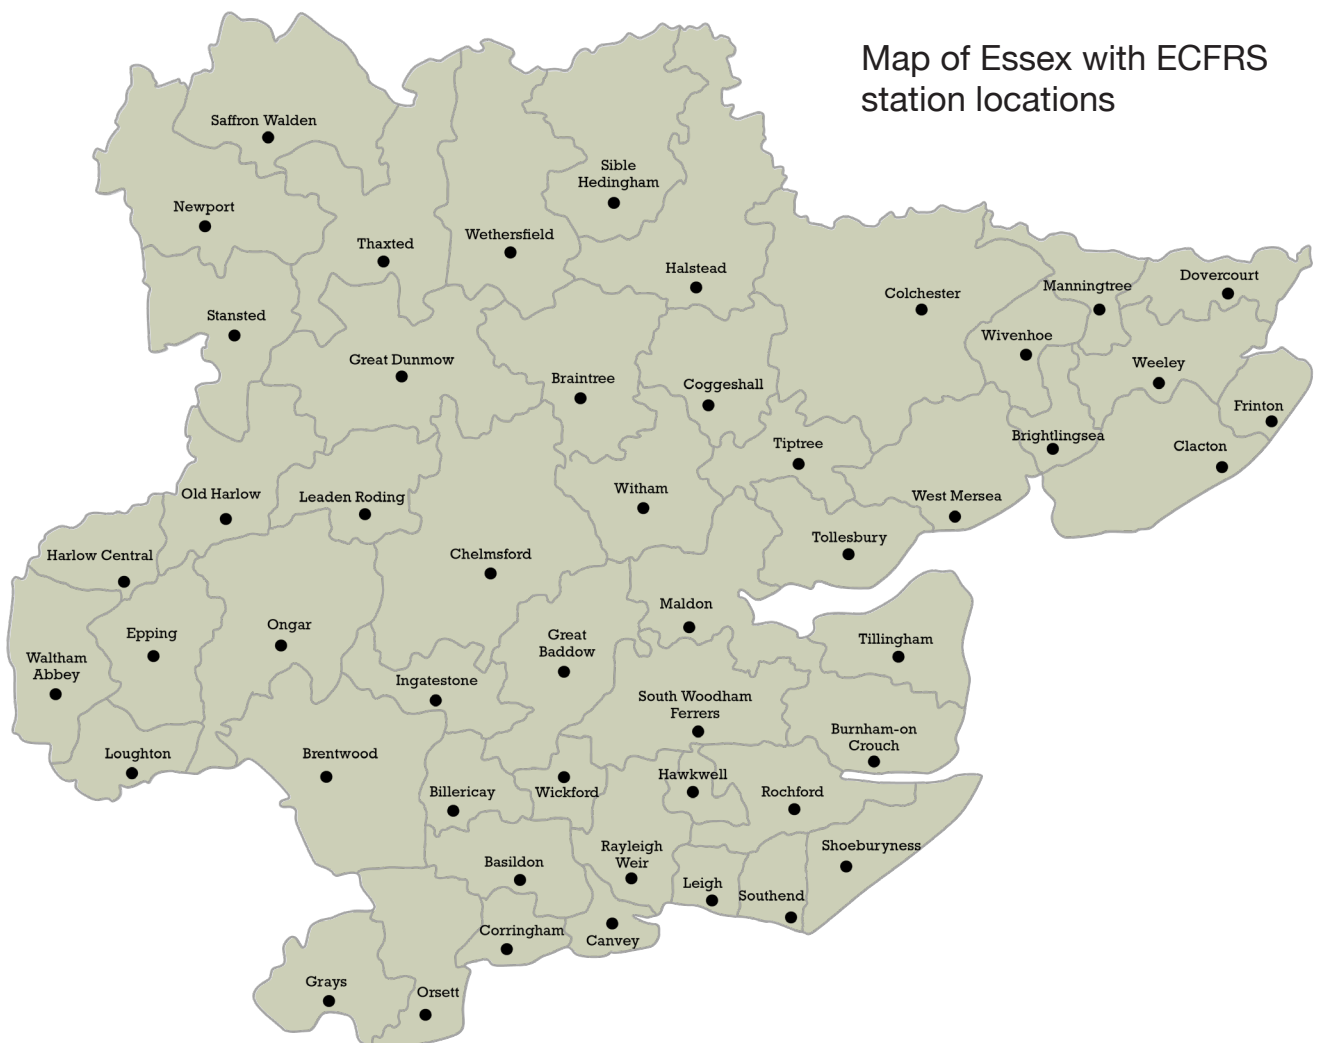 Map of Essex with ECFRS
station locations
Saffron Walden
Sible
Hedingham
Newport
Thaxted
Wethersfield
Halstead
Colchester
Manningtree
Dovercourt
Stansted
Wivenhoe
Great Dunmow
Braintree
Coggeshall
Weeley
Frinton
Tiptree
Brightlingsea
Clacton
Old Harlow
Leaden Roding
Witham
West Mersea
Harlow Central
Chelmsford
Tollesbury
Maldon
Epping
Ongar
Great
Baddow
Tillingham
Waltham
Abbey
Ingatestone
South Woodham
Ferrers
Burnham-on
Crouch
Loughton
Brentwood
Billericay
Wickford
Hawkwell
Rochford
Basildon
Rayleigh
Weir
Shoeburyness
Leigh
Southend
Corringham
Canvey
Grays
Orsett